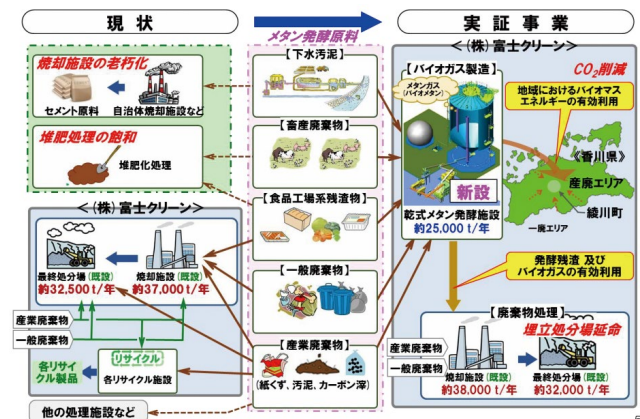 現状
実証事業
メタン発酵原料
焼却施設の老朽化
セメント原料
自治体焼却施設など
堆肥処理の飽和
堆肥化処理
＜(株)富士クリーン＞
最終処分場(既設)
約32,500t/年
焼却施設(既設)
約37,000t/年
産業廃棄物
一般廃棄物
リサイクル
各リサイクル施設
各リサイ
クル製品
他の処理施設など
【下水汚泥】
【畜産廃棄物】
【食品工場系残渣物】
【一般廃棄物】
【産業廃棄物】
(紙くず、汚泥、カーボン滓)
＜(株)富士クリーン＞
【バイオガス製造】
メタンガス
(バイオメタン)
新設
乾式メタン発酵施設
約25,000t/年
CO2削減
地域におけるバイオマス
エネルギーの有効利用
《香川県》
産廃エリア
綾川町
一廃エリア
発酵残渣 及び
バイオガスの有効利用
【廃棄物処理】
埋立処分場延命
産業廃棄物
一般廃棄物
焼却施設(既設)
約38,000t/年
最終処分場(既設)
約32,000t/年